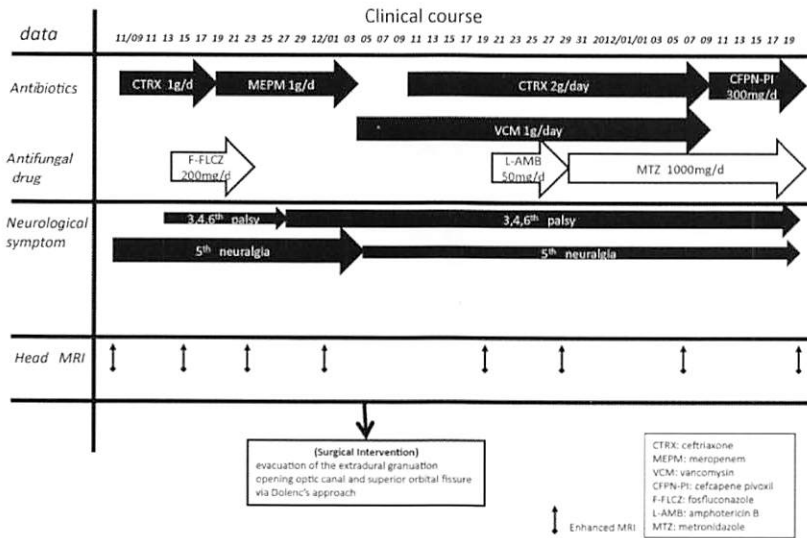 Clinical course
data
11/09 11 13 15 17 19 21 23 25 27 29 12/01 03 05 07 09 11 13 15 17 19 21 23 25 27 29 31 2012/01/01 03 05 07 09 11 13 15 17 19
Antibiotics
CTRX 1g/d
MEPM 1g/d
CTRX 2g/day
CFPN-PI
300mg/d
VCM 1g/day
Antifungal
drug
F-FLCZ
200mg/d
L-AMB
50mg/d
MTZ 1000mg/d
Neurological
symptom
3,4,6th palsy
3,4,6th palsy
5th neuralgia
5th neuralgia
Head MRI
(Surgical Intervention)
evacuation of the extradural granuation
opening optic canal and superior orbital fissure
via Dolenc's approach
Enhanced MRI
CTRX: ceftriaxone
MEPM: meropenem
VCM: vancomysin
CFPN-PI: cefcapene pivoxil
F-FLCZ: fosfluconazole
L-AMB: amphotericin B
MTZ: metronidazole